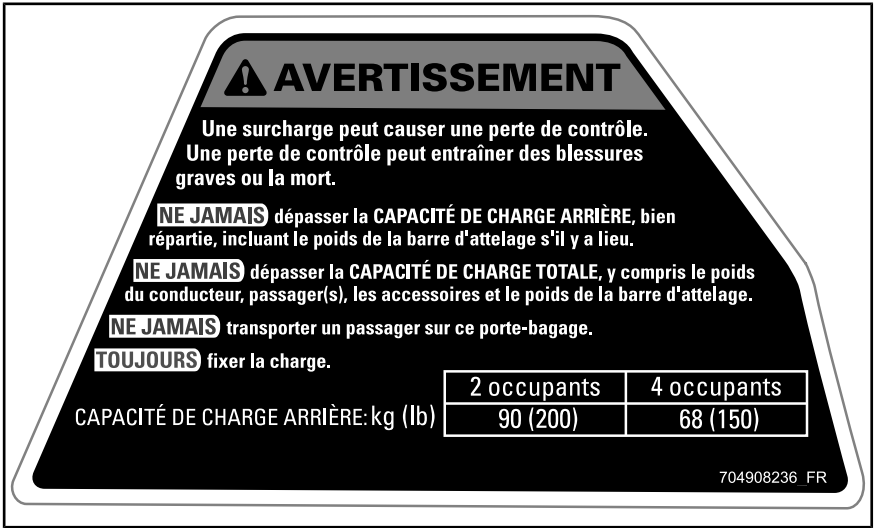 AVERTISSEMENT
Une surcharge peut causer une perte de contrôle.
Une perte de contrôle peut entraîner des blessures
graves ou la mort.
NE JAMAIS dépasser la CAPACITÉ DE CHARGE ARRIÈRE, bien
répartie, incluant le poids de la barre d'attelage s'il y a lieu.
NE JAMAIS dépasser la CAPACITÉ DE CHARGE TOTALE, y compris le poids
du conducteur, passager(s), les accessoires et le poids de la barre d'attelage.
NE JAMAIS transporter un passager sur ce porte-bagage.
TOUJOURS fixer la charge.
2 occupants 4 occupants
CAPACITÉ DE CHARGE ARRIÈRE: kg (lb) 90 (200) 68 (150)
704908236_FR